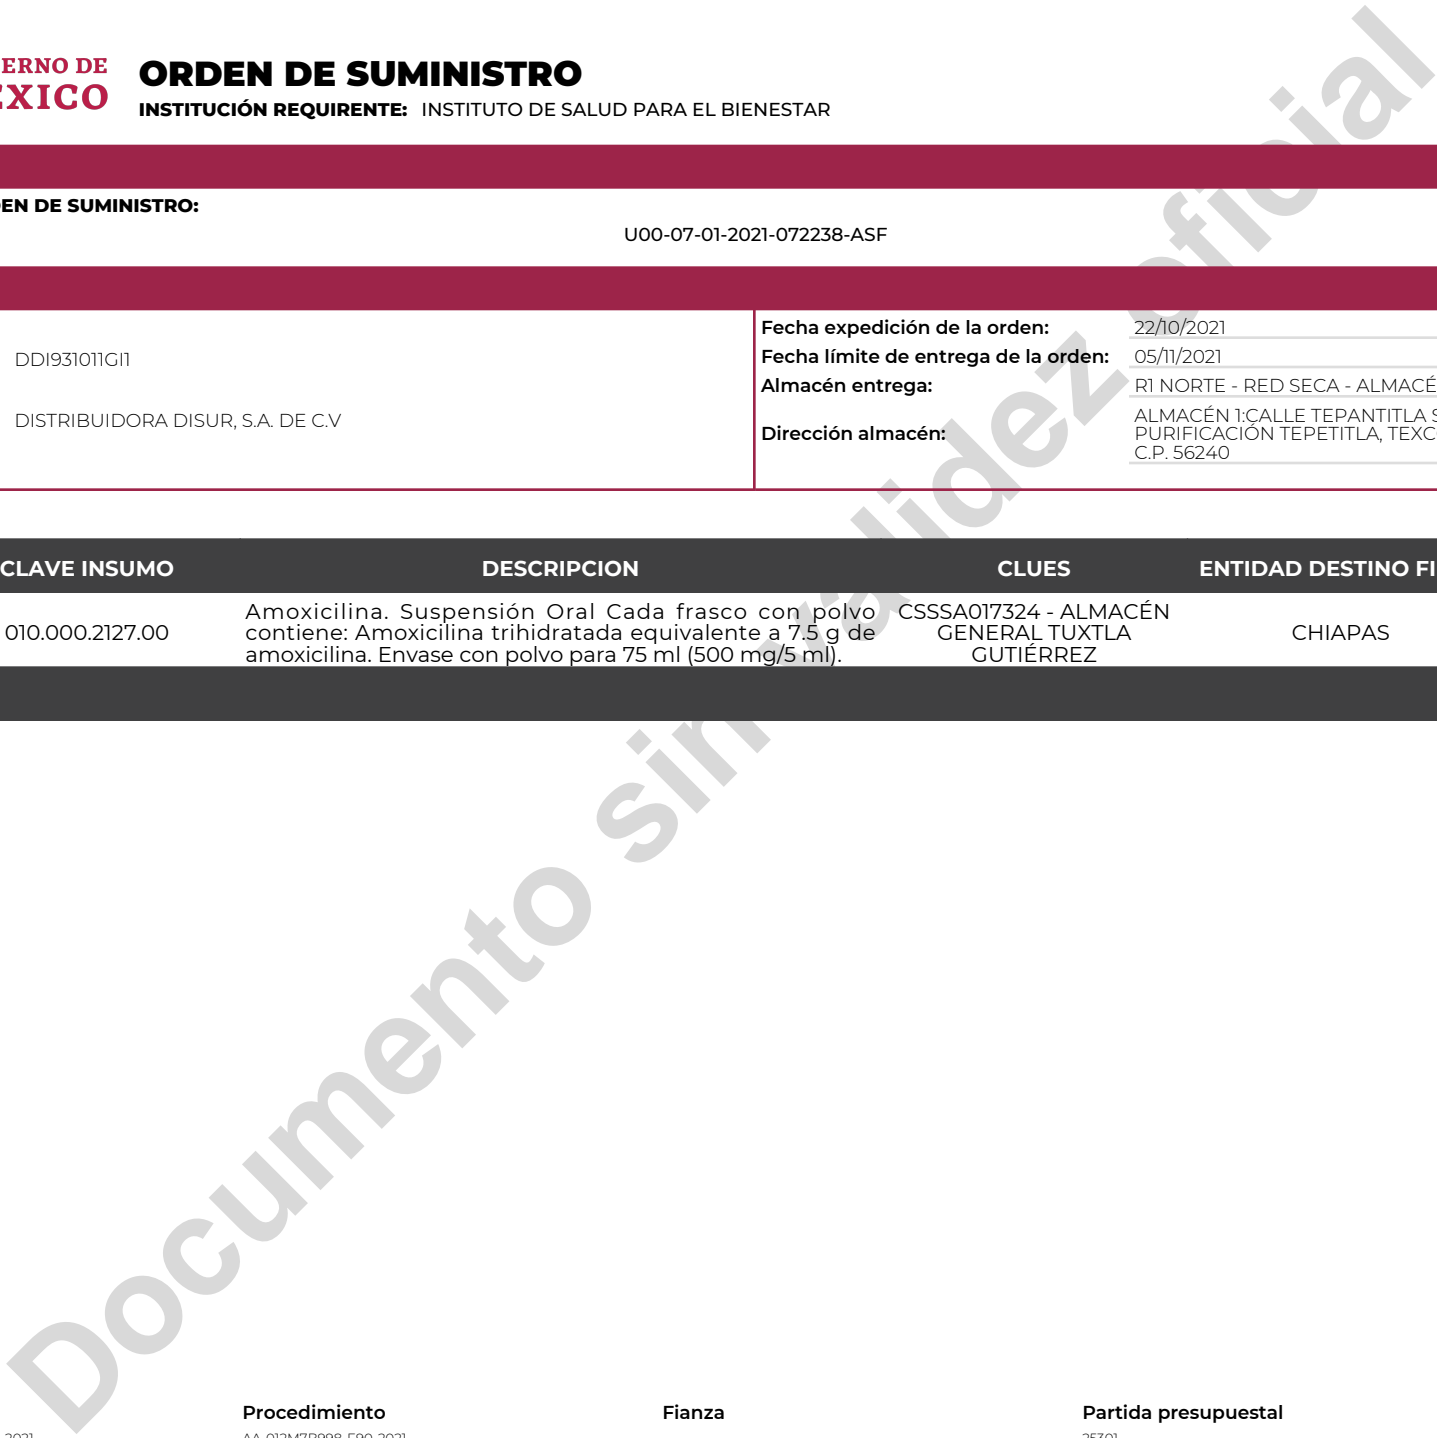 ERNO DE
ORDEN DE SUMINISTRO
EXICO
INSTITUCIÓN REQUIRENTE: INSTITUTO DE SALUD PARA EL BIENESTAR
EN DE SUMINISTRO:
U00-07-01-2021-072238-ASF
DDI931011GI1
DISTRIBUIDORA DISUR, S.A. DE C.V
Fecha expedición de la orden: 22/10/2021
Fecha límite de entrega de la orden: 05/11/2021
Almacén entrega: R1 NORTE - RED SECA - ALMACÉ
Dirección almacén:
ALMACÉN 1:CALLE TEPANTITLA S
PURIFICACIÓN TEPETITLA, TEXC
C.P. 56240
CLAVE INSUMO DESCRIPCION CLUES ENTIDAD DESTINO FI
010.000.2127.00
Amoxicilina. Suspensión Oral Cada frasco con polvo
contiene: Amoxicilina trihidratada equivalente a 7.5 g de
amoxicilina. Envase con polvo para 75 ml (500 mg/5 ml).
CSSSA017324 - ALMACÉN
GENERAL TUXTLA
GUTIÉRREZ
CHIAPAS
Documento sin validez oficial
Procedimiento Fianza Partida presupuestal